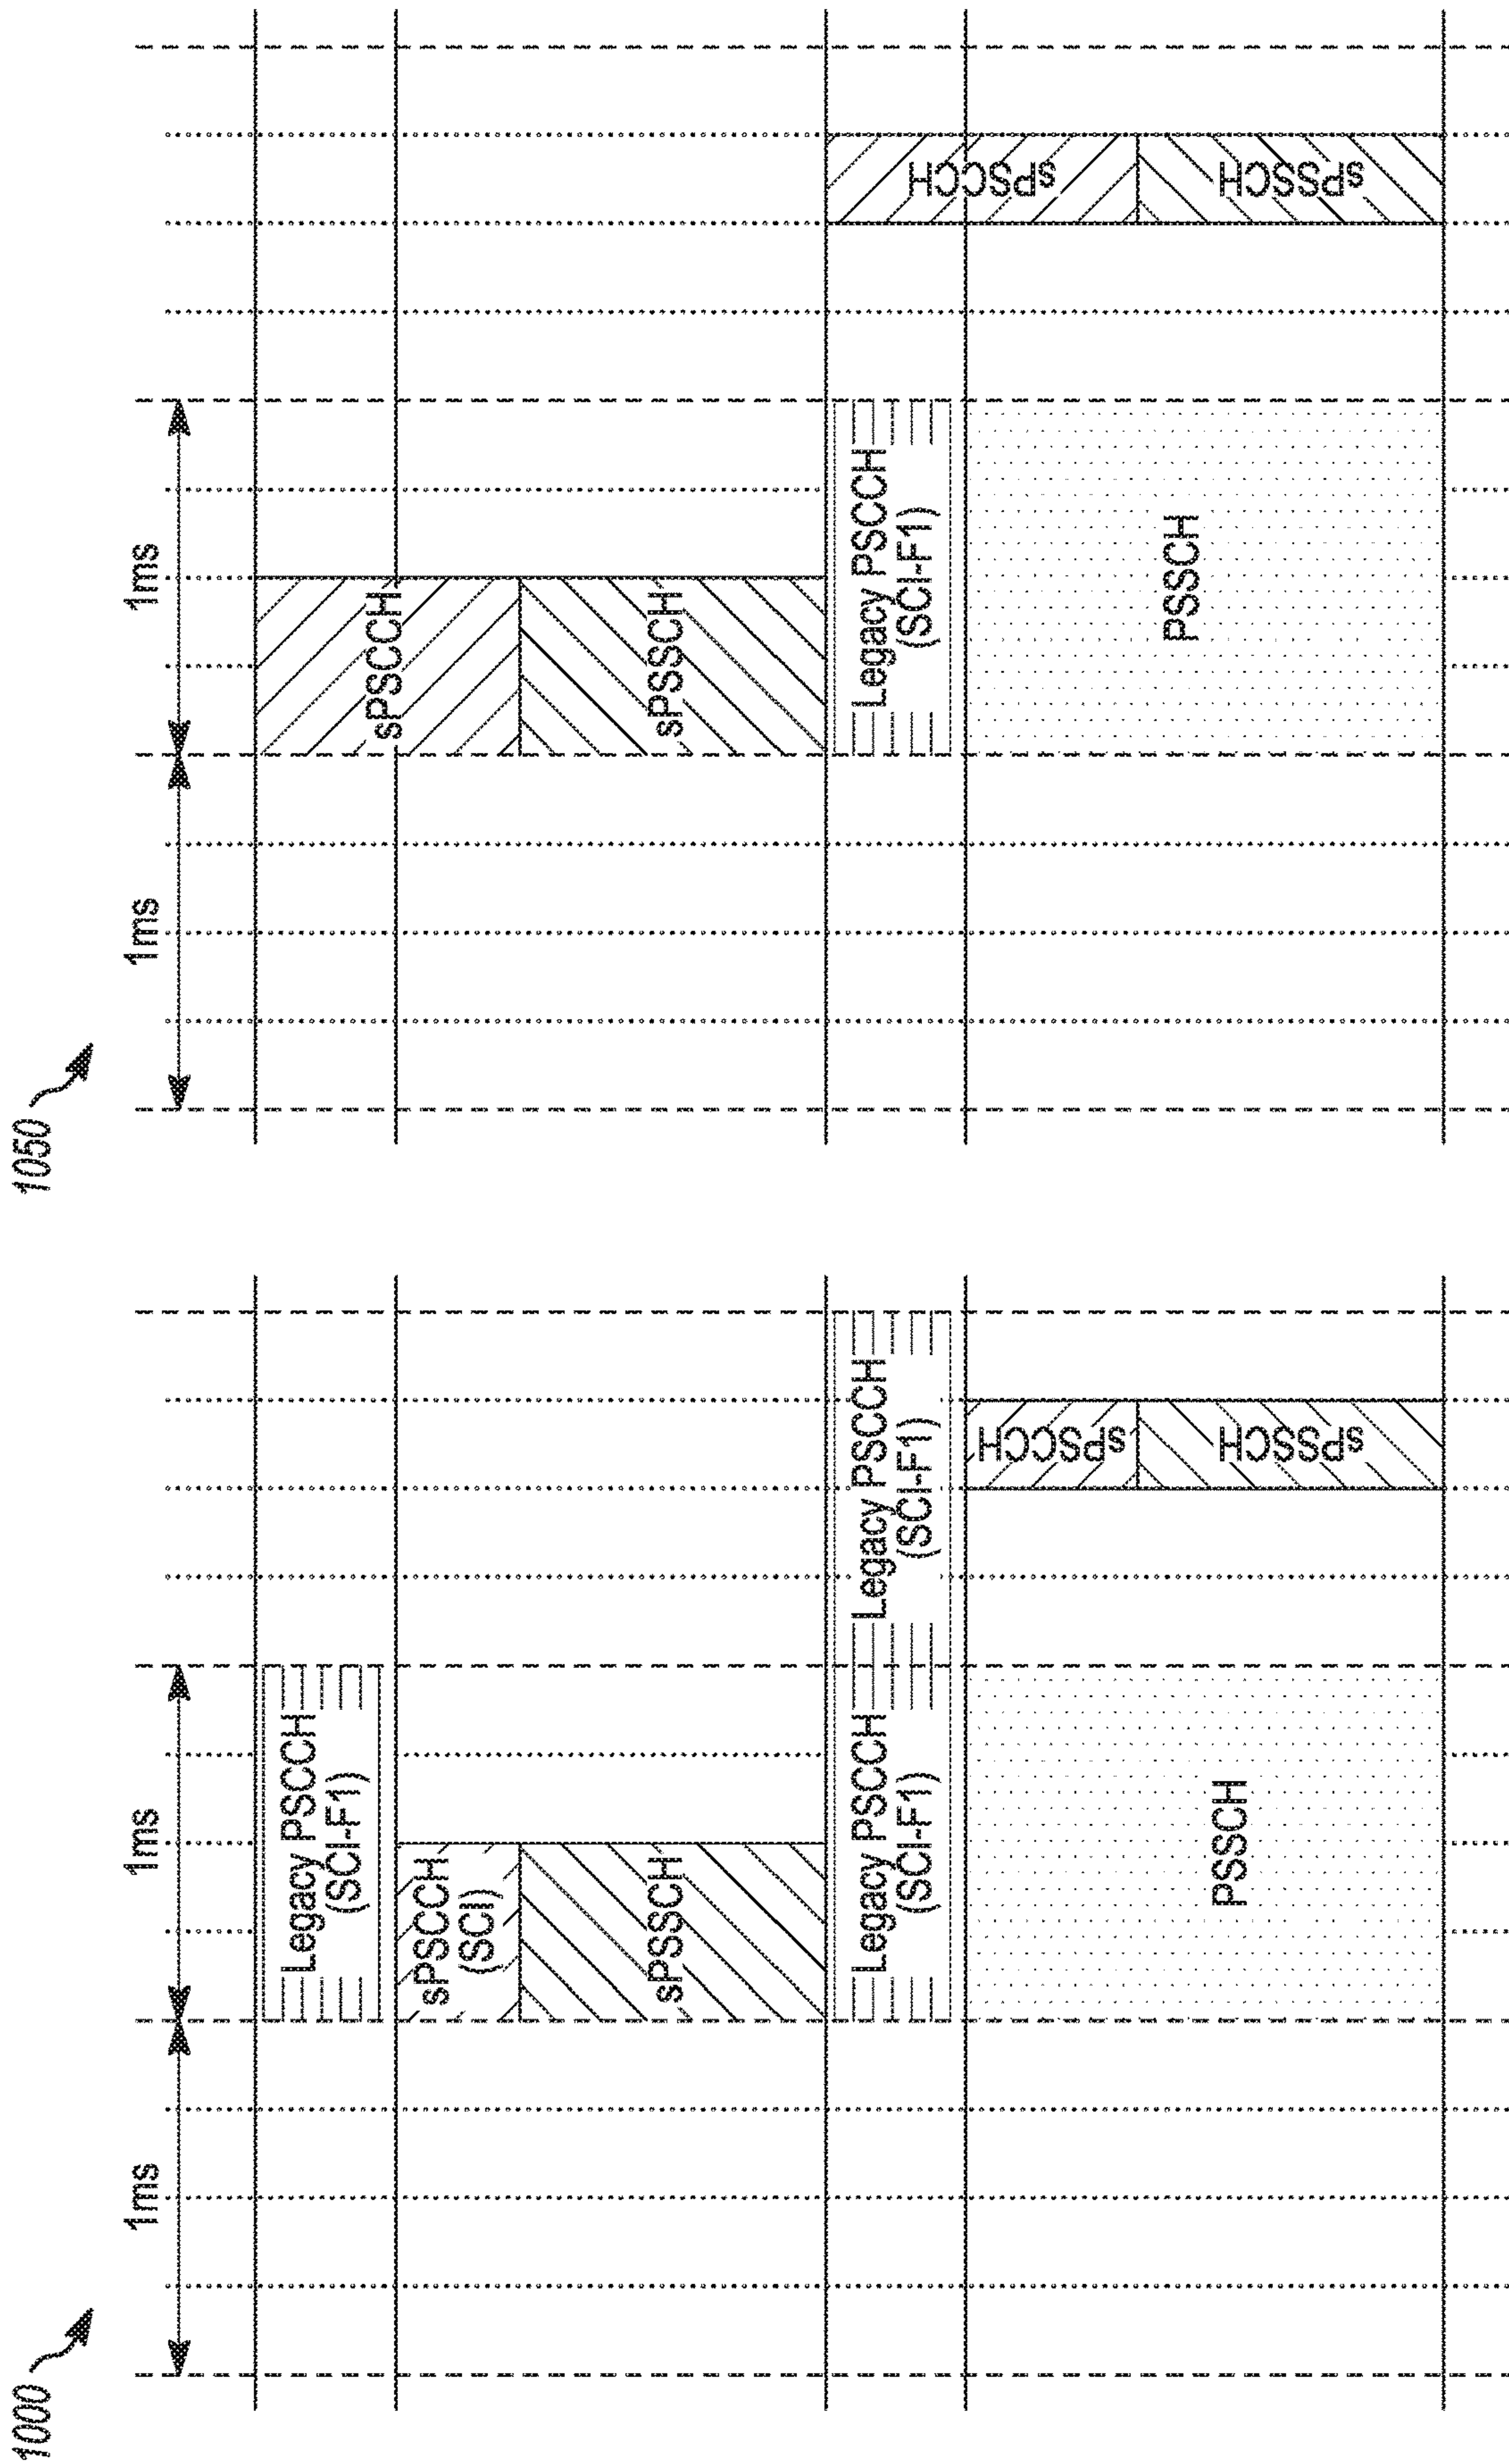 1000
1ms
1ms
Legacy PSCCH
(SCI-F1)
sPSCCH
(SCI)
sPSSCH
Legacy PSCCH
(SCI-F1)
Legacy PSCCH
(SCI-F1)
PSSCH
sPSCCH
sPSSCH
1050
1ms
1ms
sPSCCH
sPSSCH
Legacy PSCCH
(SCI-F1)
PSSCH
sPSCCH
sPSSCH